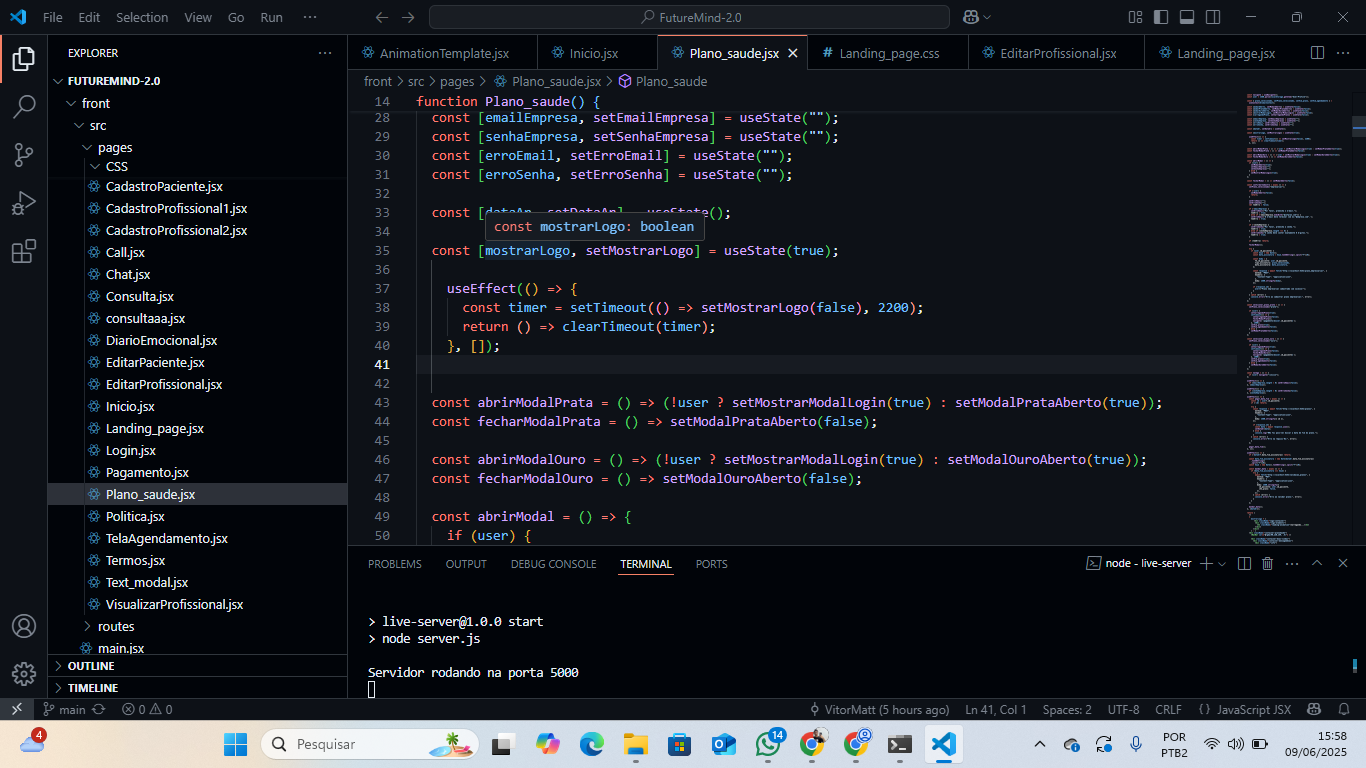 File Edit Selection View Go Run ···
FutureMind-2.0
EXPLORER
FUTUREMIND-2.0
front
src
pages
CSS
CadastroPaciente.jsx
CadastroProfissional1.jsx
CadastroProfissional2.jsx
Call.jsx
Chat.jsx
Consulta.jsx
consultaaa.jsx
DiarioEmocional.jsx
EditarPaciente.jsx
EditarProfissional.jsx
Inicio.jsx
Landing_page.jsx
Login.jsx
Pagamento.jsx
Plano_saude.jsx
Politica.jsx
TelaAgendamento.jsx
Termos.jsx
Text_modal.jsx
VisualizarProfissional.jsx
routes
main.jsx
OUTLINE
TIMELINE
AnimationTemplate.jsx Inicio.jsx Plano_saude.jsx # Landing_page.css EditarProfissional.jsx Landing_page.jsx
front > src > pages > Plano_saude.jsx > Plano_saude
14 function Plano_saude() {
28 const [emailEmpresa, setEmailEmpresa] = useState("");
29 const [senhaEmpresa, setSenhaEmpresa] = useState("");
30 const [erroEmail, setErroEmail] = useState("");
31 const [erroSenha, setErroSenha] = useState("");
32
33 const [dataAn, setDataAn] = useState();
const mostrarLogo: boolean
34
35 const [mostrarLogo, setMostrarLogo] = useState(true);
36
37 useEffect(() => {
38 const timer = setTimeout(() => setMostrarLogo(false), 2200);
39 return () => clearTimeout(timer);
40 }, []);
41
42
43 const abrirModalPrata = () => (!user ? setMostrarModalLogin(true) : setModalPrataAberto(true));
44 const fecharModalPrata = () => setModalPrataAberto(false);
45
46 const abrirModalOuro = () => (!user ? setMostrarModalLogin(true) : setModalOuroAberto(true));
47 const fecharModalOuro = () => setModalOuroAberto(false);
48
49 const abrirModal = () => {
50 if (user) {
PROBLEMS OUTPUT DEBUG CONSOLE TERMINAL PORTS
node - live-server
> live-server@1.0.0 start
> node server.js
Servidor rodando na porta 5000
main 0 0 VitorMatt (5 hours ago) Ln 41, Col 1 Spaces: 2 UTF-8 CRLF {} JavaScript JSX
4 Pesquisar 14 POR 15:58
PTB2 09/06/2025